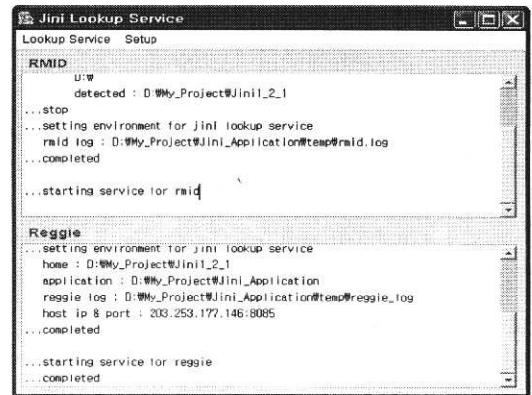 Jini Lookup Service
Lookup Service Setup
RMID
D:₩
detected : D:₩My_Project₩Jini1_2_1
...stop
...setting environment for jini lookup service
rmid log : D:₩My_Project₩Jini_Application₩temp₩rmid.log
...completed
...starting service for rmid
Reggie
...setting environment for jini lookup service
home : D:₩My_Project₩Jini1_2_1
application : D:₩My_Project₩Jini_Application
reggie log : D:₩My_Project₩Jini_Application₩temp₩reggie_log
host ip & port : 203.253.177.146:8085
...completed
...starting service for reggie
...completed